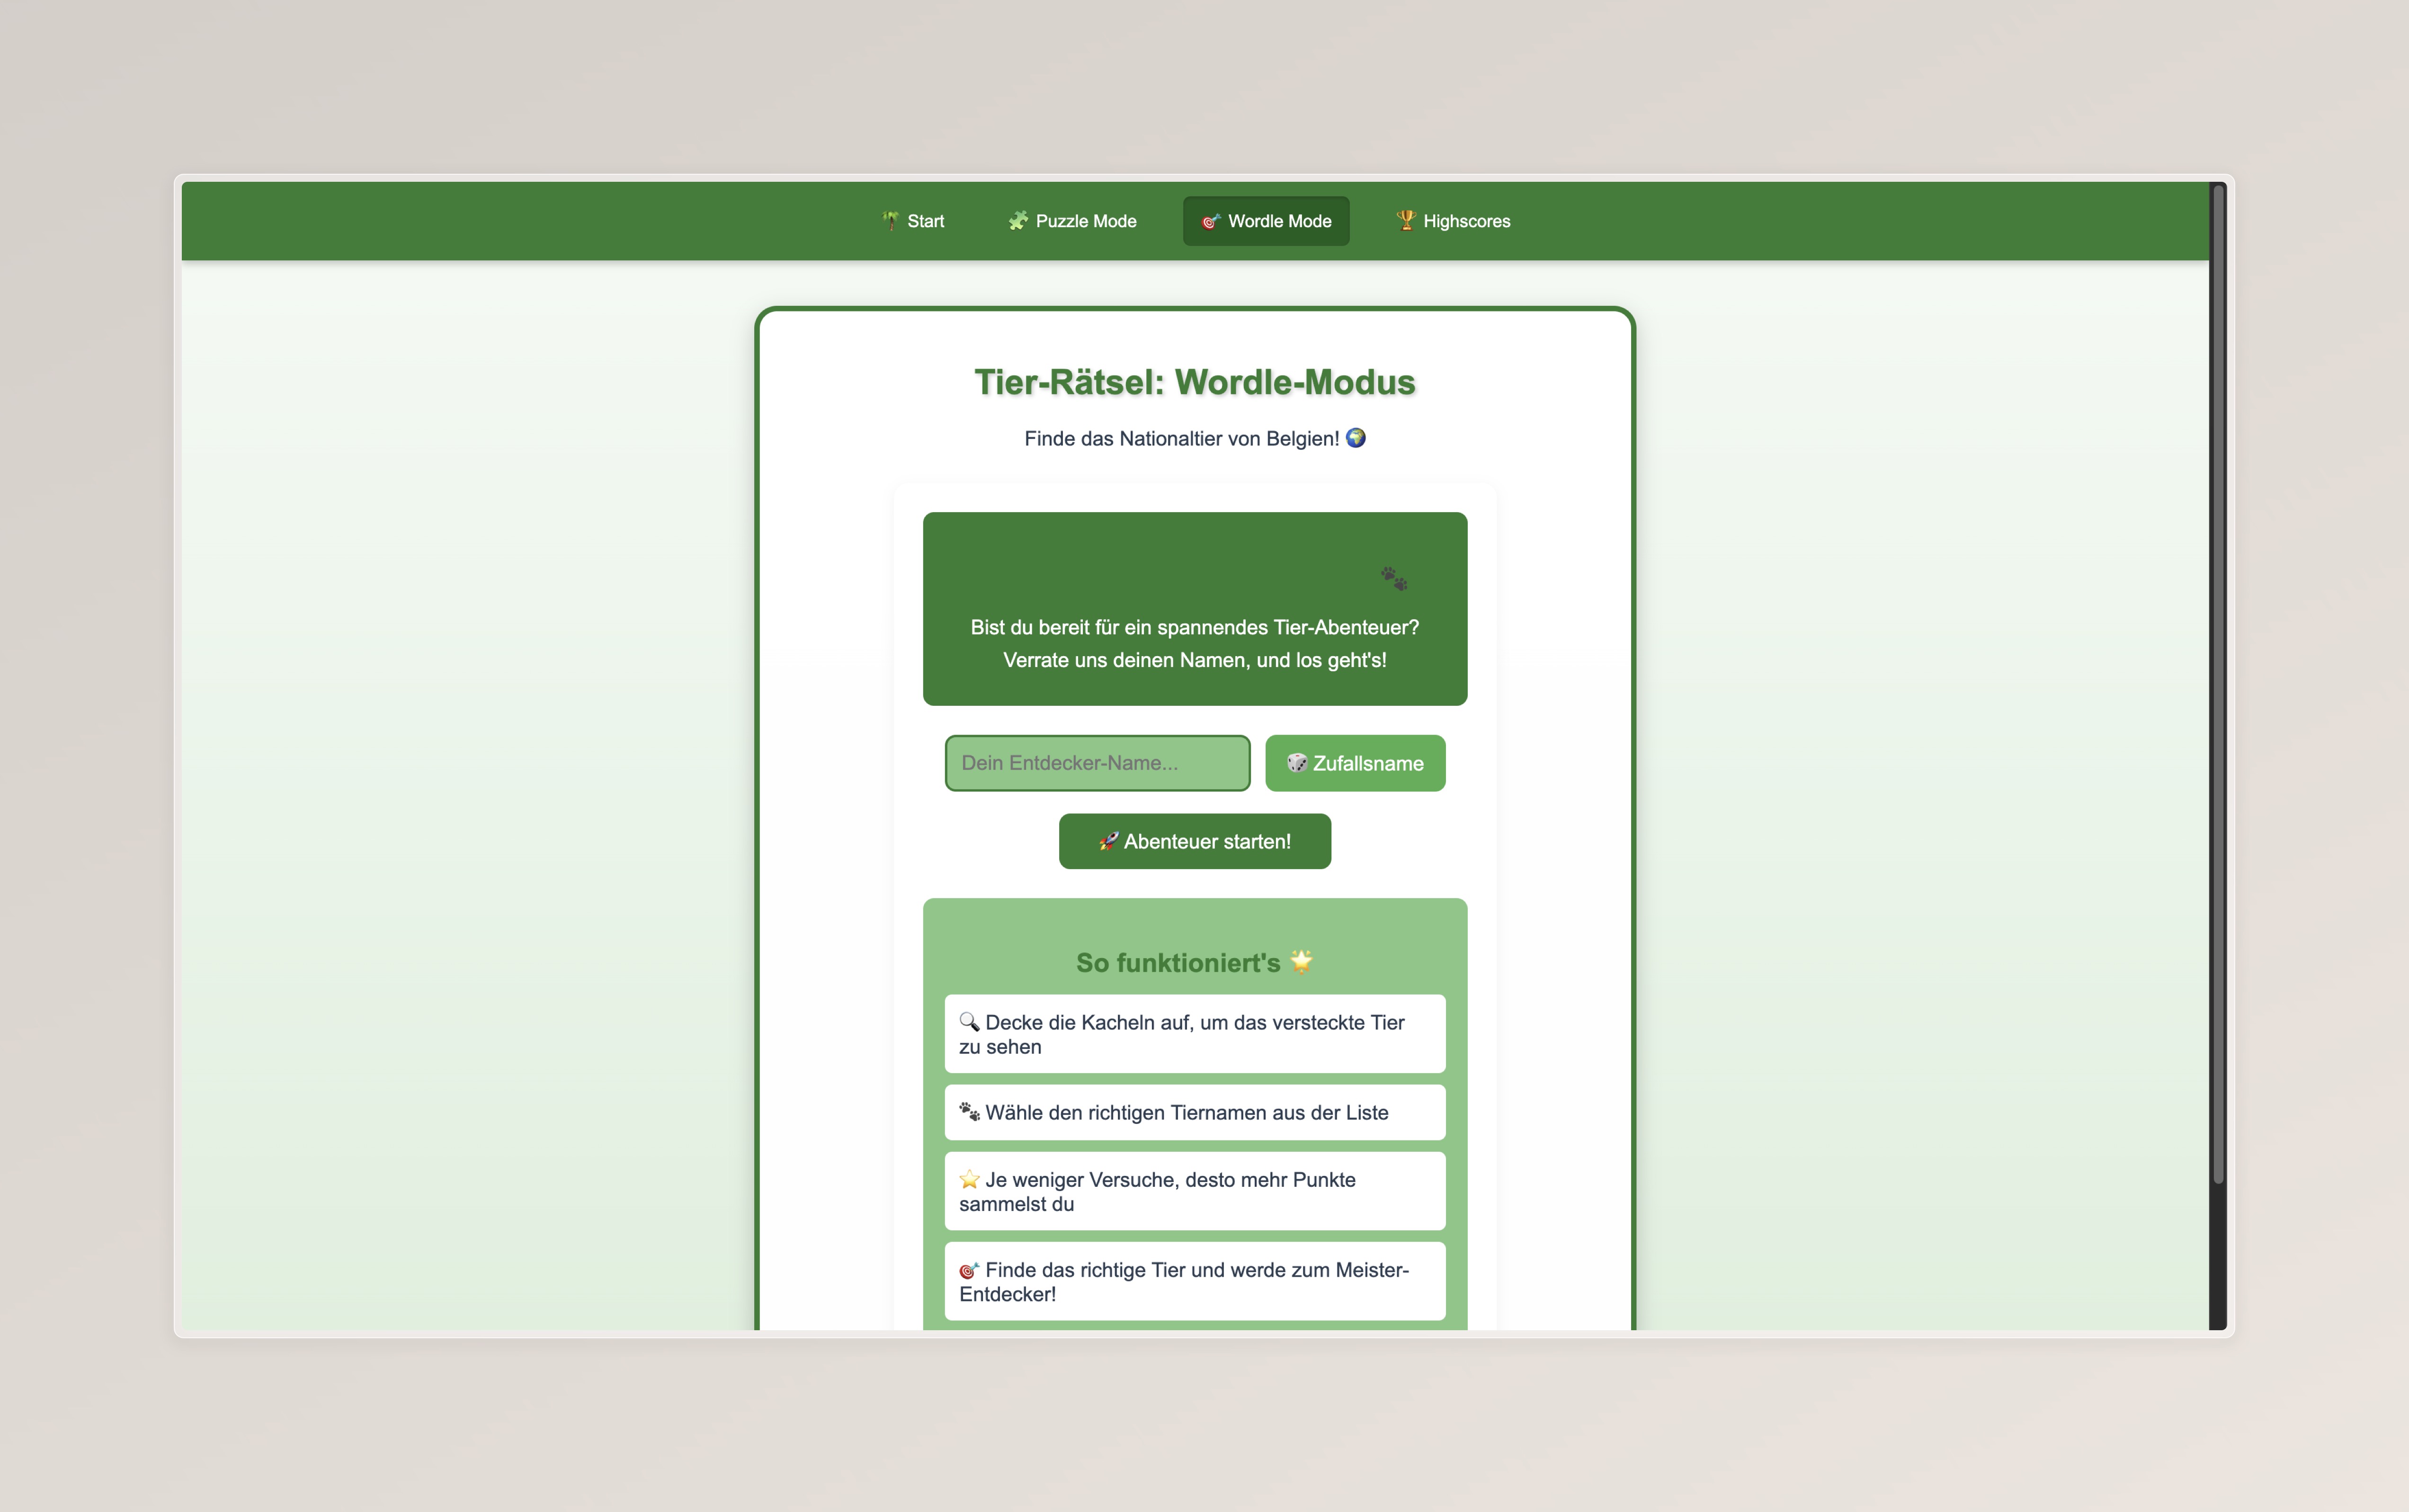 🌴 Start 🧩 Puzzle Mode 🎯 Wordle Mode 🏆 Highscores
Tier-Rätsel: Wordle-Modus
Finde das Nationaltier von Belgien! 🌍
🐾
Bist du bereit für ein spannendes Tier-Abenteuer?
Verrate uns deinen Namen, und los geht's!
Dein Entdecker-Name...
🎲 Zufallsname
🚀 Abenteuer starten!
So funktioniert's 🌟
🔍 Decke die Kacheln auf, um das versteckte Tier
zu sehen
🐾 Wähle den richtigen Tiernamen aus der Liste
⭐ Je weniger Versuche, desto mehr Punkte
sammelst du
🎯 Finde das richtige Tier und werde zum Meister-
Entdecker!